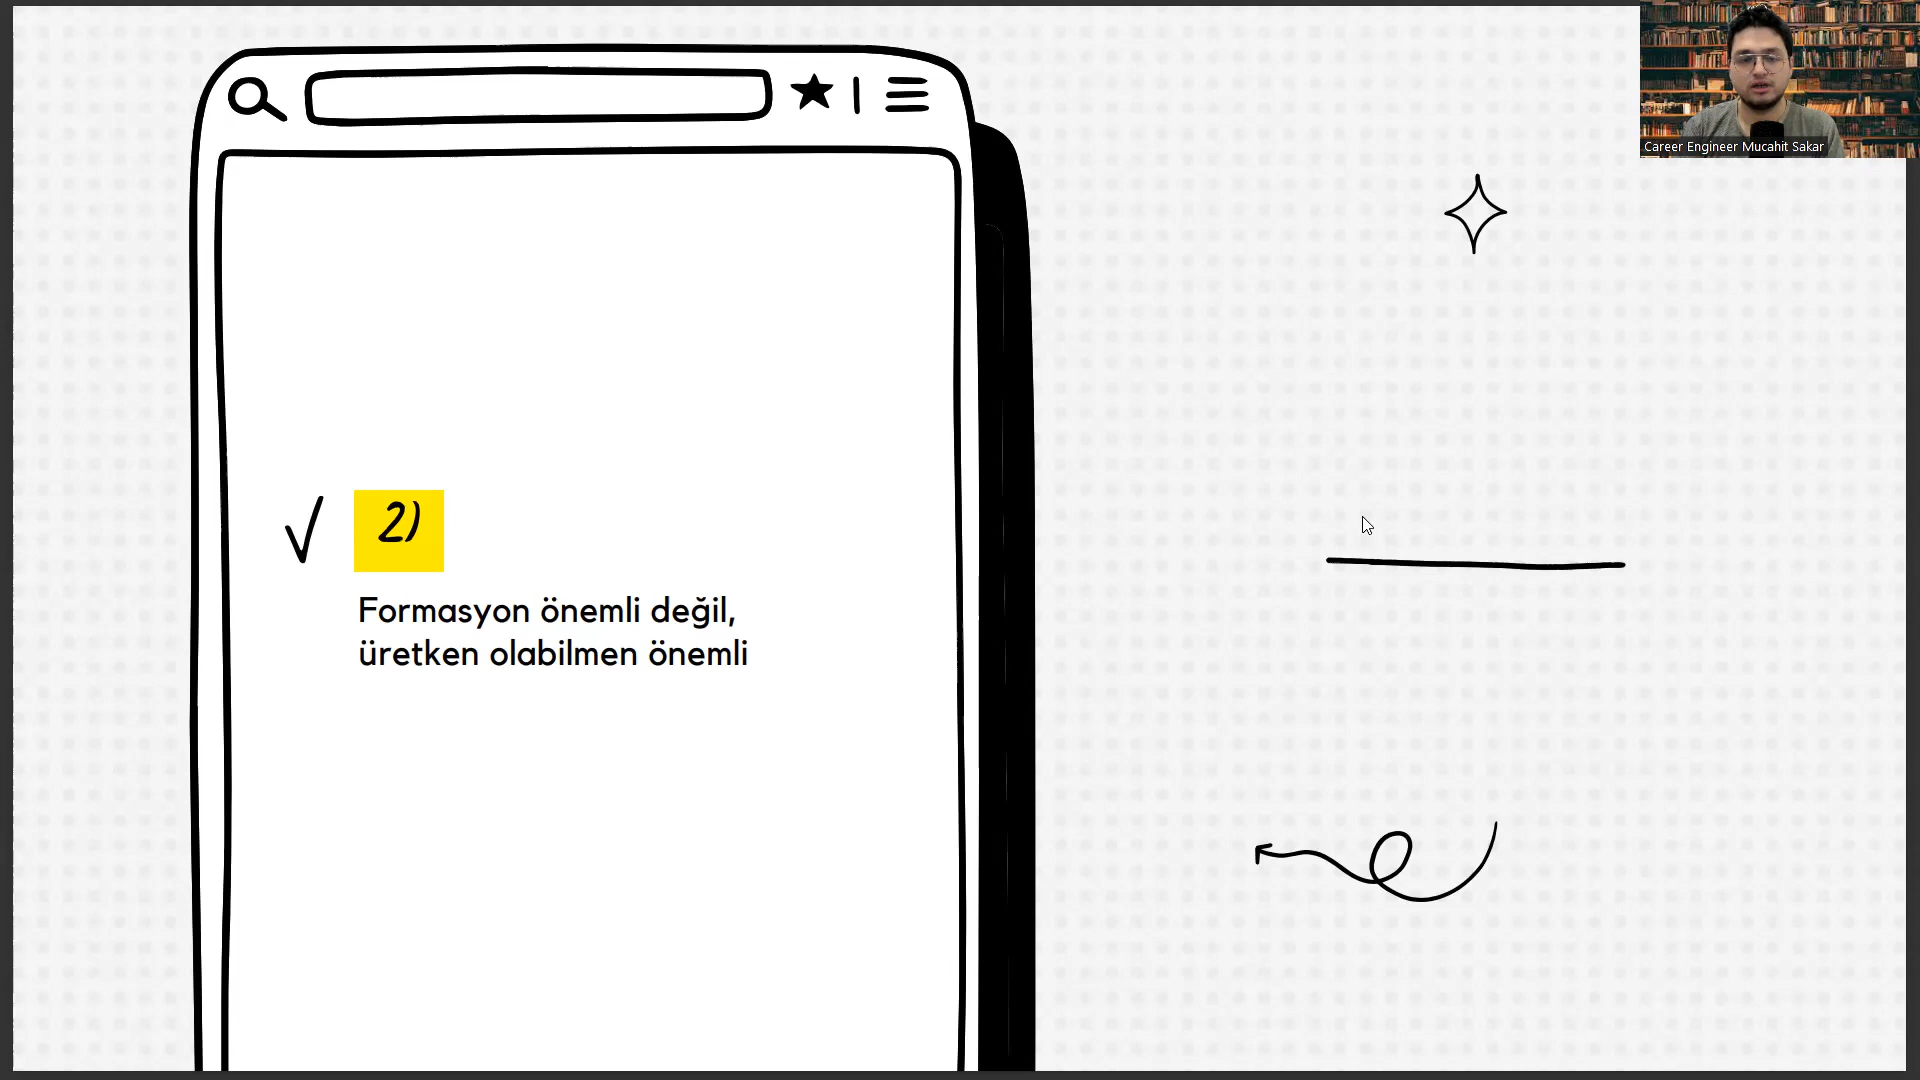 Career Engineer Mucahit Sakar
2)
Formasyon önemli değil,
üretken olabilmen önemli